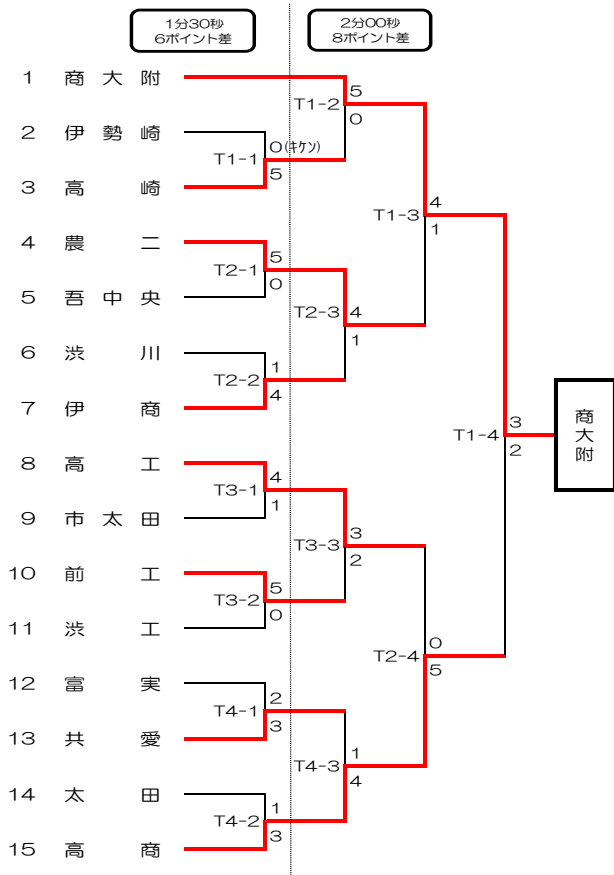 1分30秒
6ポイント差
2分00秒
8ポイント差
1 商大附
2 伊勢崎
3 高崎
4 農二
5 吾中央
6 渋川
7 伊商
8 高工
9 市太田
10 前工
11 渋工
12 富実
13 共愛
14 太田
15 高商
T1-1
0(キケン)
5
T2-1
5
0
T2-2
1
4
T3-1
4
1
T3-2
5
0
T4-1
2
3
T4-2
1
3
T1-2
5
0
T2-3
4
1
T3-3
3
2
T4-3
1
4
T1-3
4
1
T2-4
0
5
T1-4
3
2
商大附